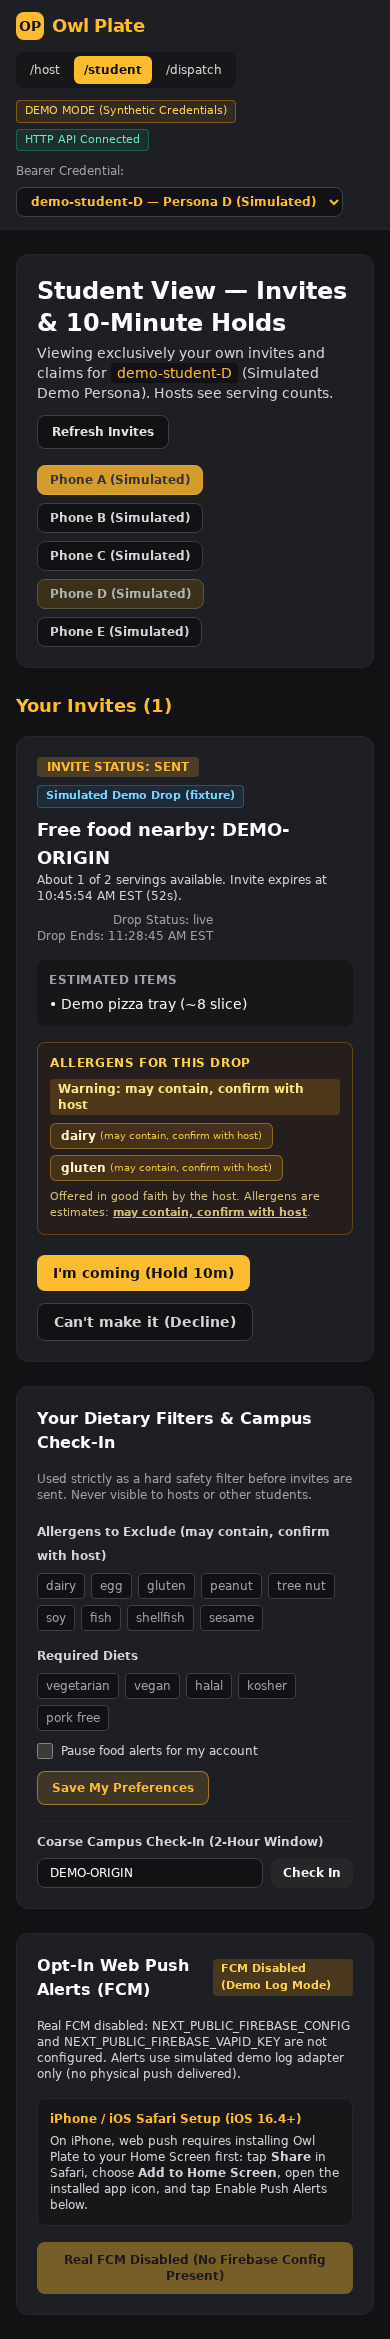 OP Owl Plate
/host /student /dispatch
DEMO MODE (Synthetic Credentials)
HTTP API Connected
Bearer Credential:
demo-student-D — Persona D (Simulated)
Student View — Invites
& 10-Minute Holds
Viewing exclusively your own invites and
claims for demo-student-D (Simulated
Demo Persona). Hosts see serving counts.
Refresh Invites
Phone A (Simulated)
Phone B (Simulated)
Phone C (Simulated)
Phone D (Simulated)
Phone E (Simulated)
Your Invites (1)
INVITE STATUS: SENT
Simulated Demo Drop (fixture)
Free food nearby: DEMO-
ORIGIN
About 1 of 2 servings available. Invite expires at
10:45:54 AM EST (52s).
Drop Status: live
Drop Ends: 11:28:45 AM EST
ESTIMATED ITEMS
• Demo pizza tray (~8 slice)
ALLERGENS FOR THIS DROP
Warning: may contain, confirm with
host
dairy (may contain, confirm with host)
gluten (may contain, confirm with host)
Offered in good faith by the host. Allergens are
estimates: may contain, confirm with host.
I'm coming (Hold 10m)
Can't make it (Decline)
Your Dietary Filters & Campus
Check-In
Used strictly as a hard safety filter before invites are
sent. Never visible to hosts or other students.
Allergens to Exclude (may contain, confirm
with host)
dairy egg gluten peanut tree nut
soy fish shellfish sesame
Required Diets
vegetarian vegan halal kosher
pork free
Pause food alerts for my account
Save My Preferences
Coarse Campus Check-In (2-Hour Window)
DEMO-ORIGIN Check In
Opt-In Web Push
Alerts (FCM)
FCM Disabled
(Demo Log Mode)
Real FCM disabled: NEXT_PUBLIC_FIREBASE_CONFIG
and NEXT_PUBLIC_FIREBASE_VAPID_KEY are not
configured. Alerts use simulated demo log adapter
only (no physical push delivered).
iPhone / iOS Safari Setup (iOS 16.4+)
On iPhone, web push requires installing Owl
Plate to your Home Screen first: tap Share in
Safari, choose Add to Home Screen, open the
installed app icon, and tap Enable Push Alerts
below.
Real FCM Disabled (No Firebase Config
Present)